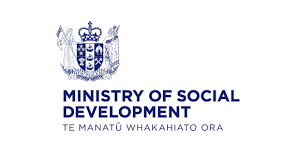 MINISTRY OF SOCIAL
DEVELOPMENT
TE MANATŪ WHAKAHIATO ORA